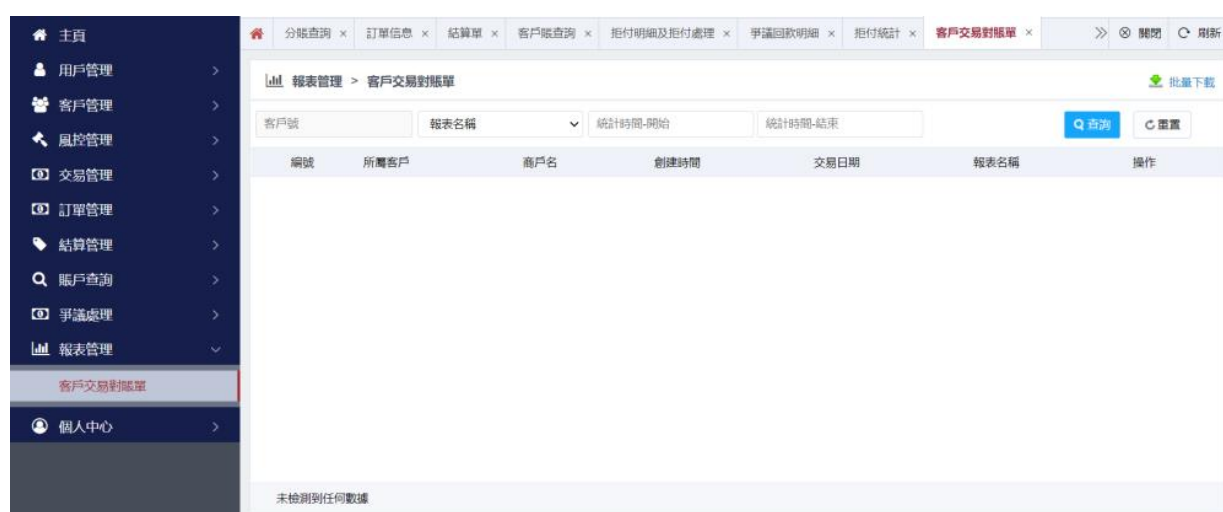 主頁
用戶管理
客戶管理
風控管理
交易管理
訂單管理
結算管理
賬戶查詢
爭議處理
報表管理
客戶交易對賬單
個人中心
分賬查詢 × 訂單信息 × 結算單 × 客戶賬查詢 × 拒付明細及拒付處理 × 爭議回款明細 × 拒付統計 × 客戶交易對賬單 × 關閉 刷新
報表管理 > 客戶交易對賬單 批量下載
客戶號 報表名稱 統計時間-開始 統計時間-結束 查詢 重置
編號 所屬客戶 商戶名 創建時間 交易日期 報表名稱 操作
未檢測到任何數據